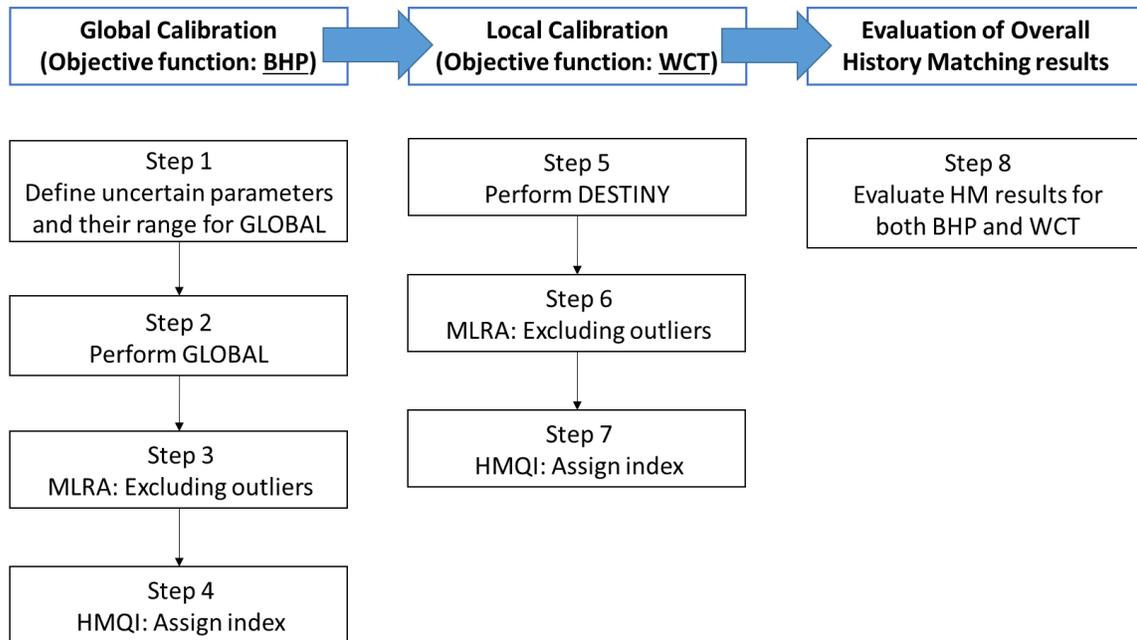 Global Calibration
(Objective function: BHP)
Local Calibration
(Objective function: WCT)
Evaluation of Overall
History Matching results
Step 1
Define uncertain parameters
and their range for GLOBAL
Step 2
Perform GLOBAL
Step 3
MLRA: Excluding outliers
Step 4
HMQI: Assign index
Step 5
Perform DESTINY
Step 6
MLRA: Excluding outliers
Step 7
HMQI: Assign index
Step 8
Evaluate HM results for
both BHP and WCT